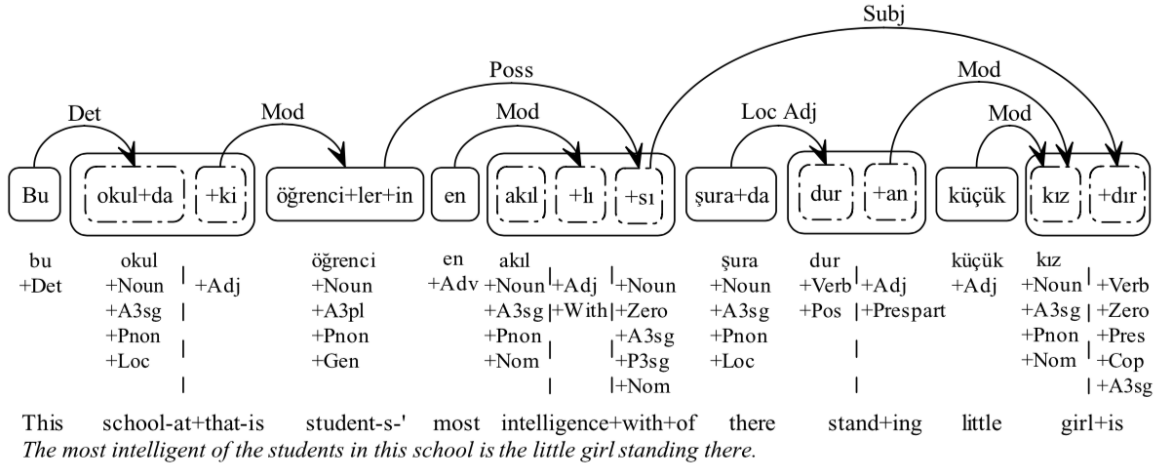 Subj
Poss Mod
Det Mod Mod Loc Adj Mod
Bu okul+da +ki öğrenci+ler+in en akıl +lı +sı şura+da dur +an küçük kız +dır
bu okul öğrenci en akıl şura dur küçük kız
+Det +Noun +Adj +Noun +Adv +Noun +Adj +Noun +Noun +Verb +Adj +Adj +Noun +Verb
+A3sg +A3pl +A3sg +With +Zero +A3sg +Pos +Prespart +A3sg +Zero
+Pnon +Pnon +Pnon +A3sg +Pnon +Pnon +Pres
+Loc +Gen +Nom +P3sg +Loc +Nom +Cop
+Nom +A3sg
This school-at+that-is student-s-' most intelligence+with+of there stand+ing little girl+is
The most intelligent of the students in this school is the little girl standing there.